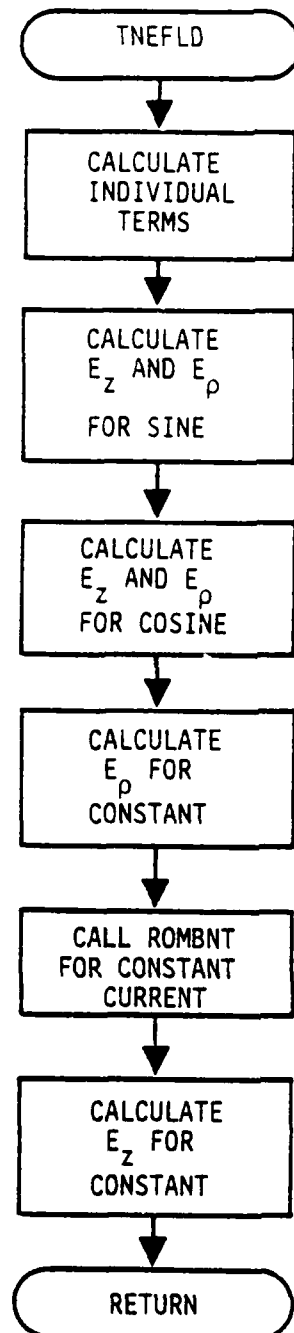 TNEFLD
CALCULATE
INDIVIDUAL
TERMS
CALCULATE
E_z AND E_ρ
FOR SINE
CALCULATE
E_z AND E_ρ
FOR COSINE
CALCULATE
E_ρ FOR
CONSTANT
CALL ROMBNT
FOR CONSTANT
CURRENT
CALCULATE
E_z FOR
CONSTANT
RETURN